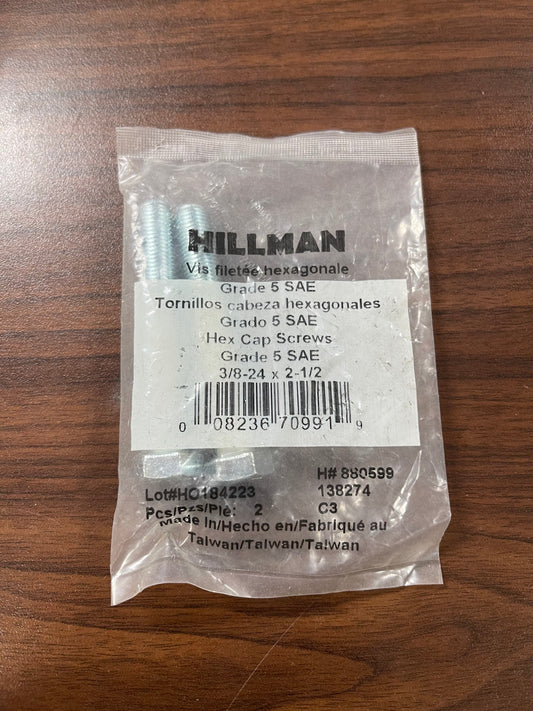 HILLMAN
Vis filetée hexagonale
Grade 5 SAE
Tornillos cabeza hexagonales
Grado 5 SAE
Hex Cap Screws
Grade 5 SAE
3/8-24 x 2-1/2
0 08236 70991 9
H# 880599
Lot#HO184223 138274
Pcs/Pzs/Piè: 2 C3
Made In/Hecho en/Fabriqué au
Taiwan/Taiwan/Taiwan